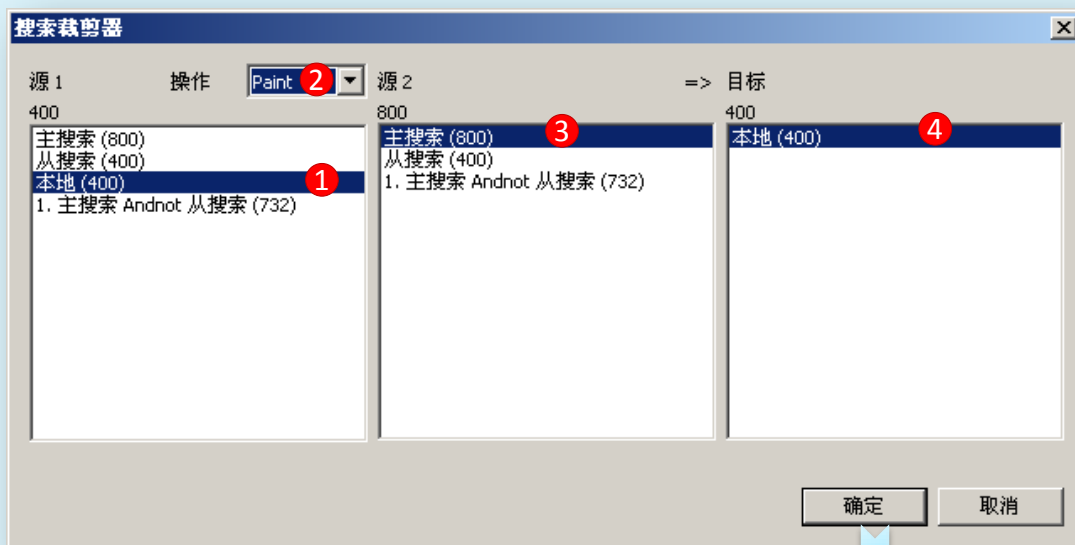 搜索裁剪器
源 1 操作 Paint 2 源 2 => 目标
400 800 400
主搜索 (800)
从搜索 (400)
本地 (400) 1
1. 主搜索 Andnot 从搜索 (732)
主搜索 (800) 3
从搜索 (400)
1. 主搜索 Andnot 从搜索 (732)
本地 (400) 4
确定 取消